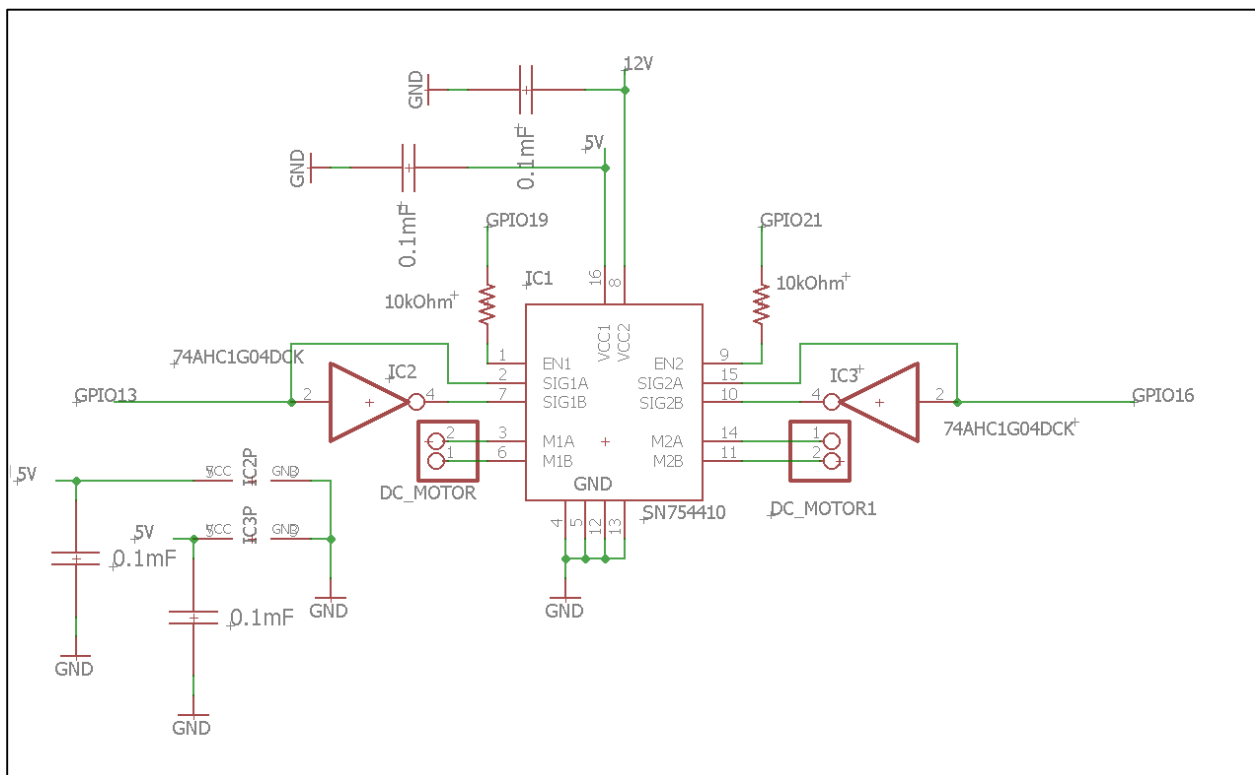 12V
GND
0.1mF
5V
GND
0.1mF
GPIO19
GPIO21
IC1
16
8
10kOhm
10kOhm
VCC1
VCC2
74AHC1G04DCK
1
EN1
EN2
9
2
SIG1A
SIG2A
15
IC2
IC3
GPIO13
2
4
7
SIG1B
SIG2B
10
4
2
GPIO16
74AHC1G04DCK
2
3
M1A
M2A
14
1
1
6
M1B
M2B
11
2
DC_MOTOR
GND
DC_MOTOR1
SN754410
5V
VCC
IC2P
GND
4
5
12
13
5V
VCC
IC3P
GND
0.1mF
GND
GND
0.1mF
GND
GND